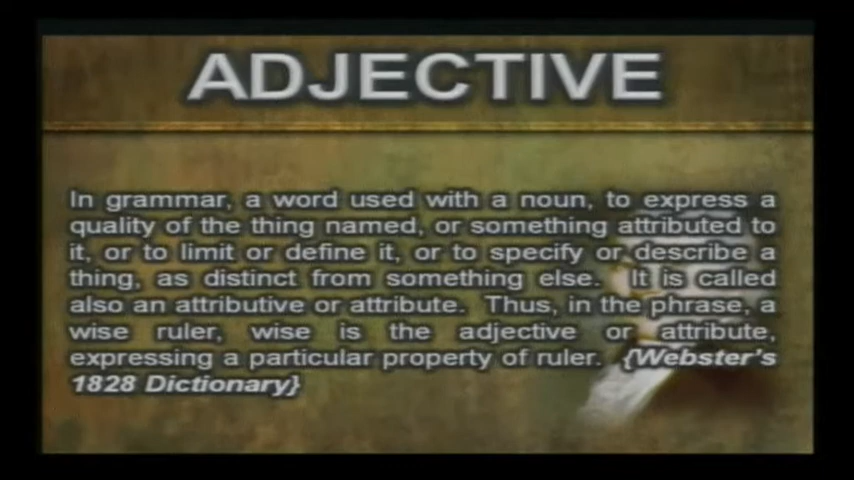 ADJECTIVE
In grammar, a word used with a noun, to express a
quality of the thing named, or something attributed to
it, or to limit or define it, or to specify or describe a
thing, as distinct from something else. It is called
also an attributive or attribute. Thus, in the phrase, a
wise ruler, wise is the adjective or attribute,
expressing a particular property of ruler. {Webster's
1828 Dictionary}